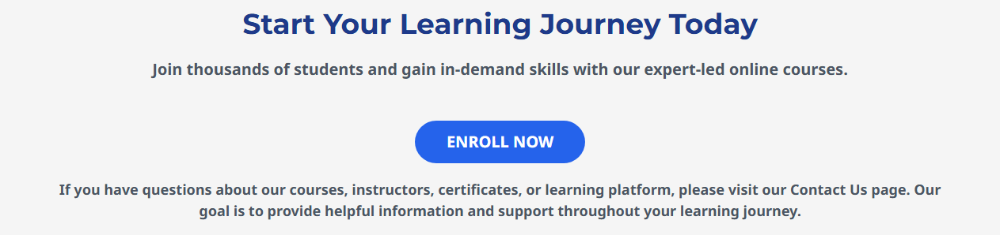 Start Your Learning Journey Today
Join thousands of students and gain in-demand skills with our expert-led online courses.
ENROLL NOW
If you have questions about our courses, instructors, certificates, or learning platform, please visit our Contact Us page. Our
goal is to provide helpful information and support throughout your learning journey.